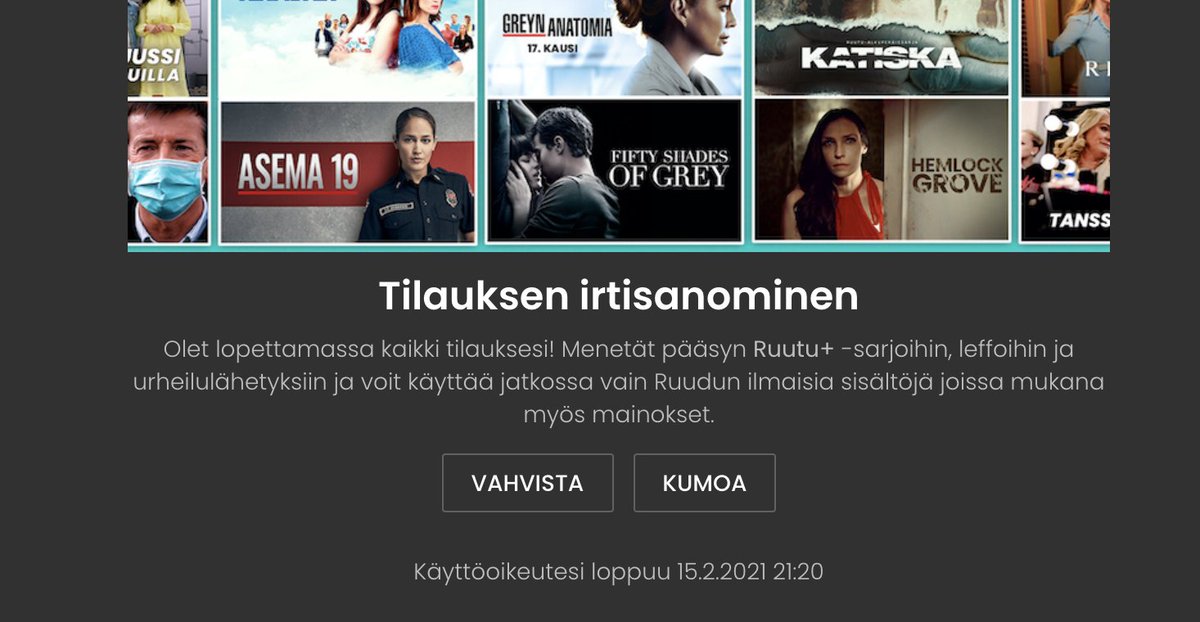 GREYN ANATOMIA
17. KAUSI
KATISKA
JUSSI
UILLA
ASEMA 19
FIFTY SHADES
OF GREY
HEMLOCK
GROVE
TANSS
Tilauksen irtisanominen
Olet lopettamassa kaikki tilauksesi! Menetät pääsyn Ruutu+ -sarjoihin, leffoihin ja
urheilulähetyksiin ja voit käyttää jatkossa vain Ruudun ilmaisia sisältöjä joissa mukana
myös mainokset.
VAHVISTA
KUMOA
Käyttöoikeutesi loppuu 15.2.2021 21:20